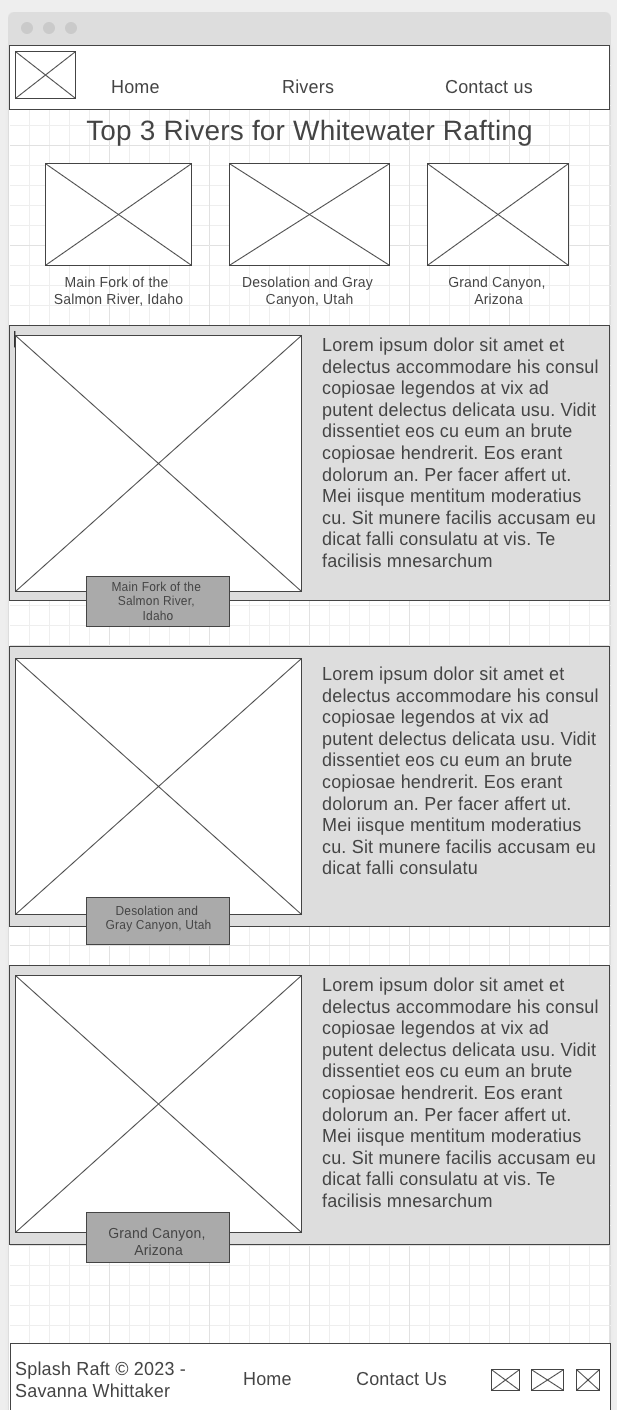 Home Rivers Contact us
Top 3 Rivers for Whitewater Rafting
Main Fork of the
Salmon River, Idaho
Desolation and Gray
Canyon, Utah
Grand Canyon,
Arizona
Lorem ipsum dolor sit amet et
delectus accommodare his consul
copiosae legendos at vix ad
putent delectus delicata usu. Vidit
dissentiet eos cu eum an brute
copiosae hendrerit. Eos erant
dolorum an. Per facer affert ut.
Mei iisque mentitum moderatius
cu. Sit munere facilis accusam eu
dicat falli consulatu at vis. Te
facilisis mnesarchum
Main Fork of the
Salmon River,
Idaho
Lorem ipsum dolor sit amet et
delectus accommodare his consul
copiosae legendos at vix ad
putent delectus delicata usu. Vidit
dissentiet eos cu eum an brute
copiosae hendrerit. Eos erant
dolorum an. Per facer affert ut.
Mei iisque mentitum moderatius
cu. Sit munere facilis accusam eu
dicat falli consulatu
Desolation and
Gray Canyon, Utah
Lorem ipsum dolor sit amet et
delectus accommodare his consul
copiosae legendos at vix ad
putent delectus delicata usu. Vidit
dissentiet eos cu eum an brute
copiosae hendrerit. Eos erant
dolorum an. Per facer affert ut.
Mei iisque mentitum moderatius
cu. Sit munere facilis accusam eu
dicat falli consulatu at vis. Te
facilisis mnesarchum
Grand Canyon,
Arizona
Splash Raft © 2023 -
Savanna Whittaker
Home Contact Us